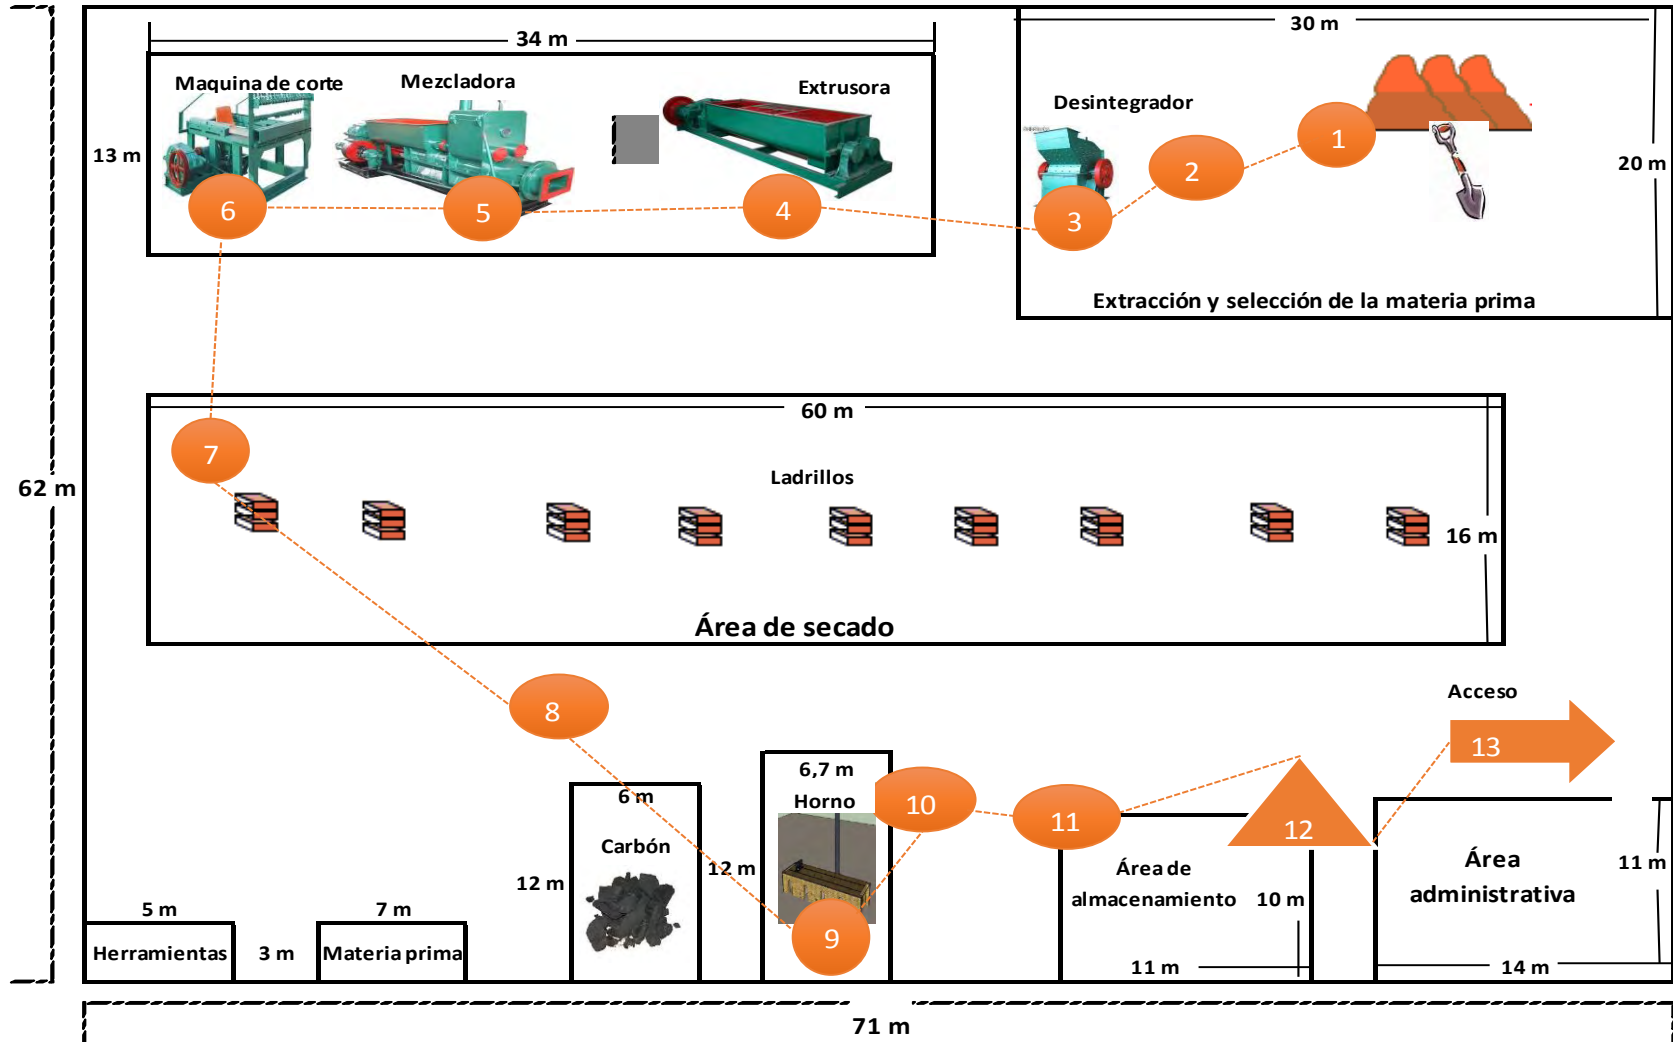 34 m
30 m
Maquina de corte
Mezcladora
Extrusora
Desintegrador
1
2
13 m
20 m
6
5
4
3
Extracción y selección de la materia prima
60 m
7
Ladrillos
62 m
16 m
Área de secado
Acceso
8
13
6,7 m
6 m
Horno
10
11
12
Carbón
12 m
12 m
Área de
almacenamiento
10 m
Área
administrativa
11 m
5 m
7 m
9
Herramientas
3 m
Materia prima
11 m
14 m
71 m